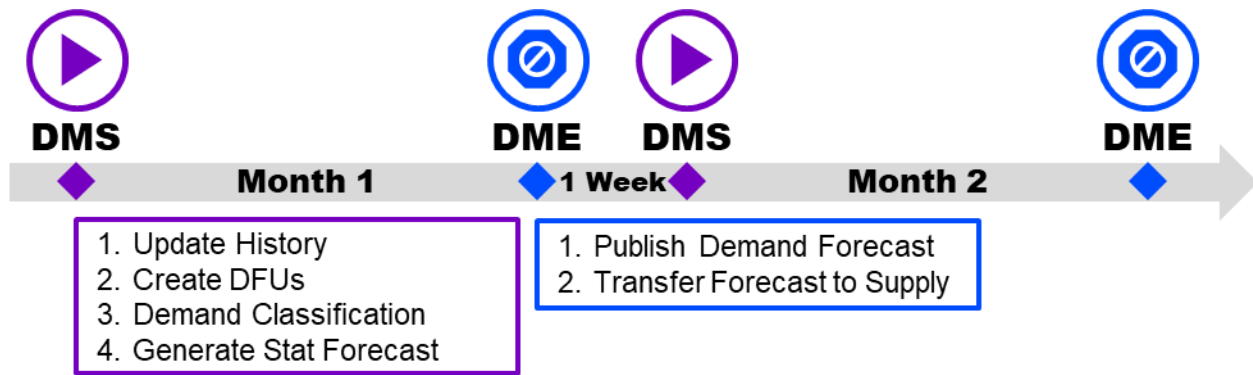 DMS
DME
DMS
DME
Month 1
1 Week
Month 2
1. Update History
2. Create DFUs
3. Demand Classification
4. Generate Stat Forecast
1. Publish Demand Forecast
2. Transfer Forecast to Supply